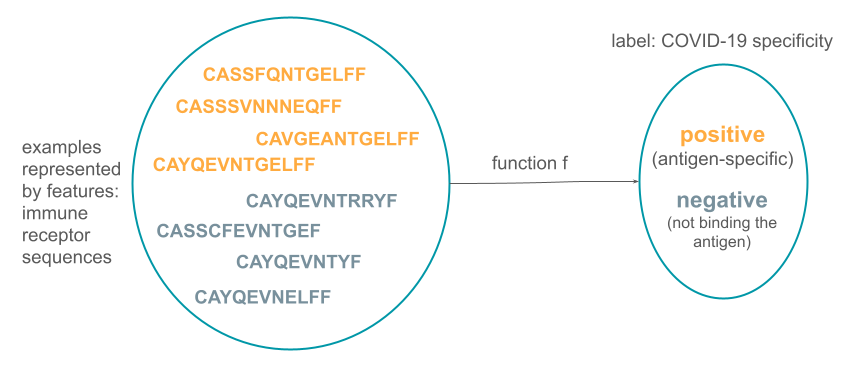 label: COVID-19 specificity
CASSFQNTGELFF
CASSSVNNNEQFF
CAVGEANTGELFF
CAYQEVNTGELFF
CAYQEVNTRRYF
CASSCFEVNTGEF
CAYQEVNTYF
CAYQEVNELFF
examples
represented
by features:
immune
receptor
sequences
function f
positive
(antigen-specific)
negative
(not binding the
antigen)